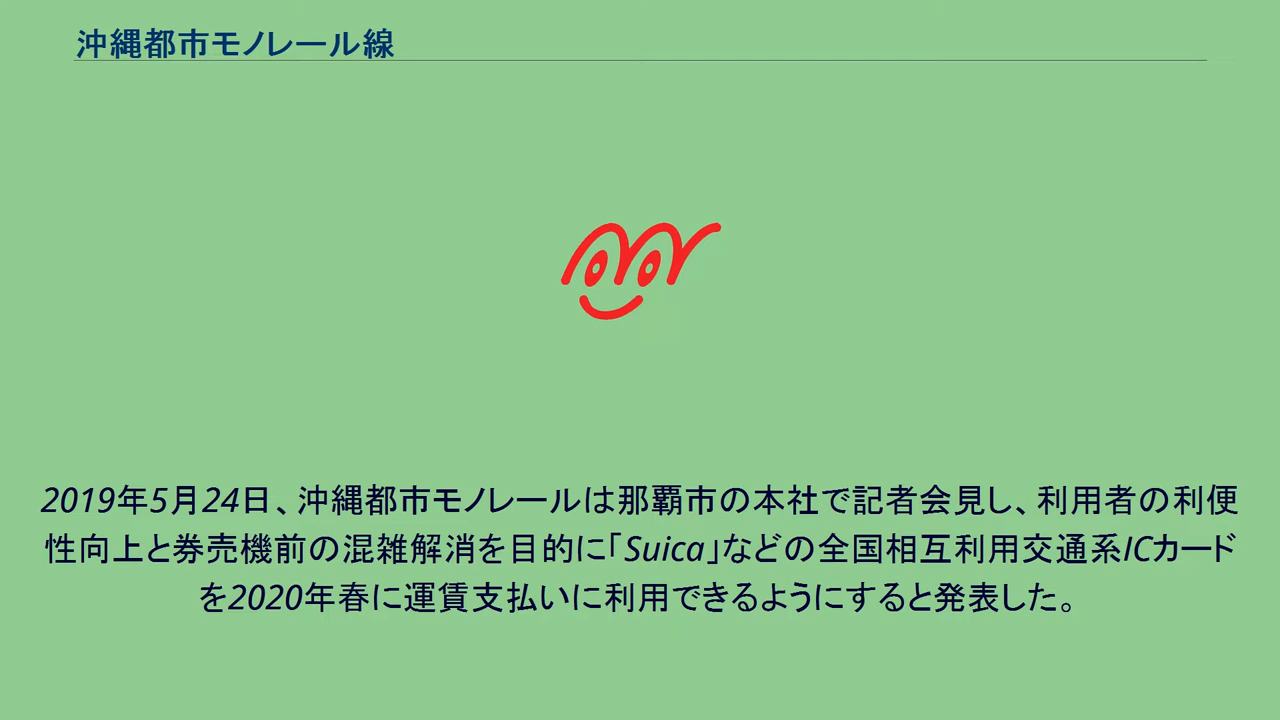 沖縄都市モノレール線
2019年5月24日、沖縄都市モノレールは那覇市の本社で記者会見し、利用者の利便
性向上と券売機前の混雑解消を目的に「Suica」などの全国相互利用交通系ICカード
を2020年春に運賃支払いに利用できるようにすると発表した。